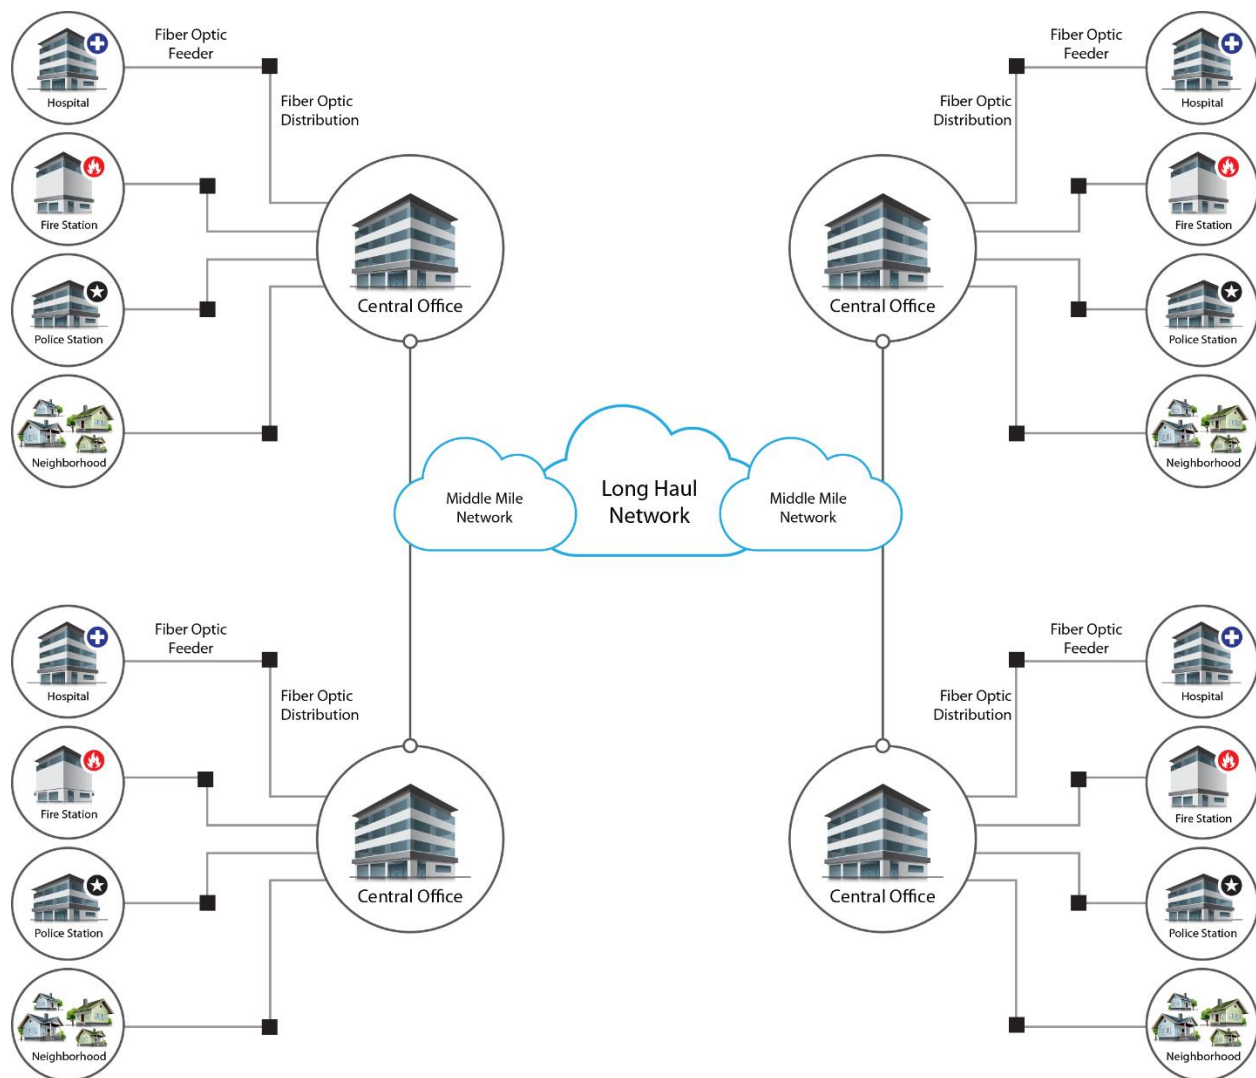 Fiber Optic
Feeder
Hospital
Fiber Optic
Distribution
Fire Station
Central Office
Police Station
Neighborhood
Fiber Optic
Feeder
Hospital
Fiber Optic
Distribution
Fire Station
Central Office
Police Station
Neighborhood
Middle Mile
Network
Long Haul
Network
Middle Mile
Network
Fiber Optic
Feeder
Hospital
Fiber Optic
Distribution
Fire Station
Central Office
Police Station
Neighborhood
Fiber Optic
Feeder
Hospital
Fiber Optic
Distribution
Fire Station
Central Office
Police Station
Neighborhood